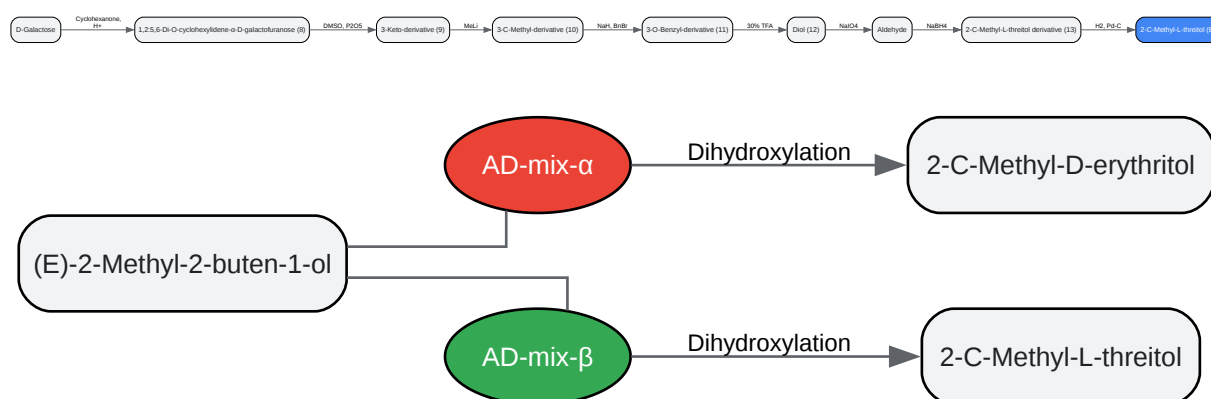 D-Galactose
Cyclohexanone,
H+
1,2:5,6-Di-O-cyclohexylidene-α-D-galactofuranose (8)
DMSO, P2O5
3-Keto-derivative (9)
MeLi
3-C-Methyl-derivative (10)
NaH, BnBr
3-O-Benzyl-derivative (11)
30% TFA
Diol (12)
NaIO4
Aldehyde
NaBH4
2-C-Methyl-L-threitol derivative (13)
H2, Pd-C
2-C-Methyl-L-threitol
AD-mix-α
Dihydroxylation
2-C-Methyl-D-erythritol
(E)-2-Methyl-2-buten-1-ol
AD-mix-β
Dihydroxylation
2-C-Methyl-L-threitol